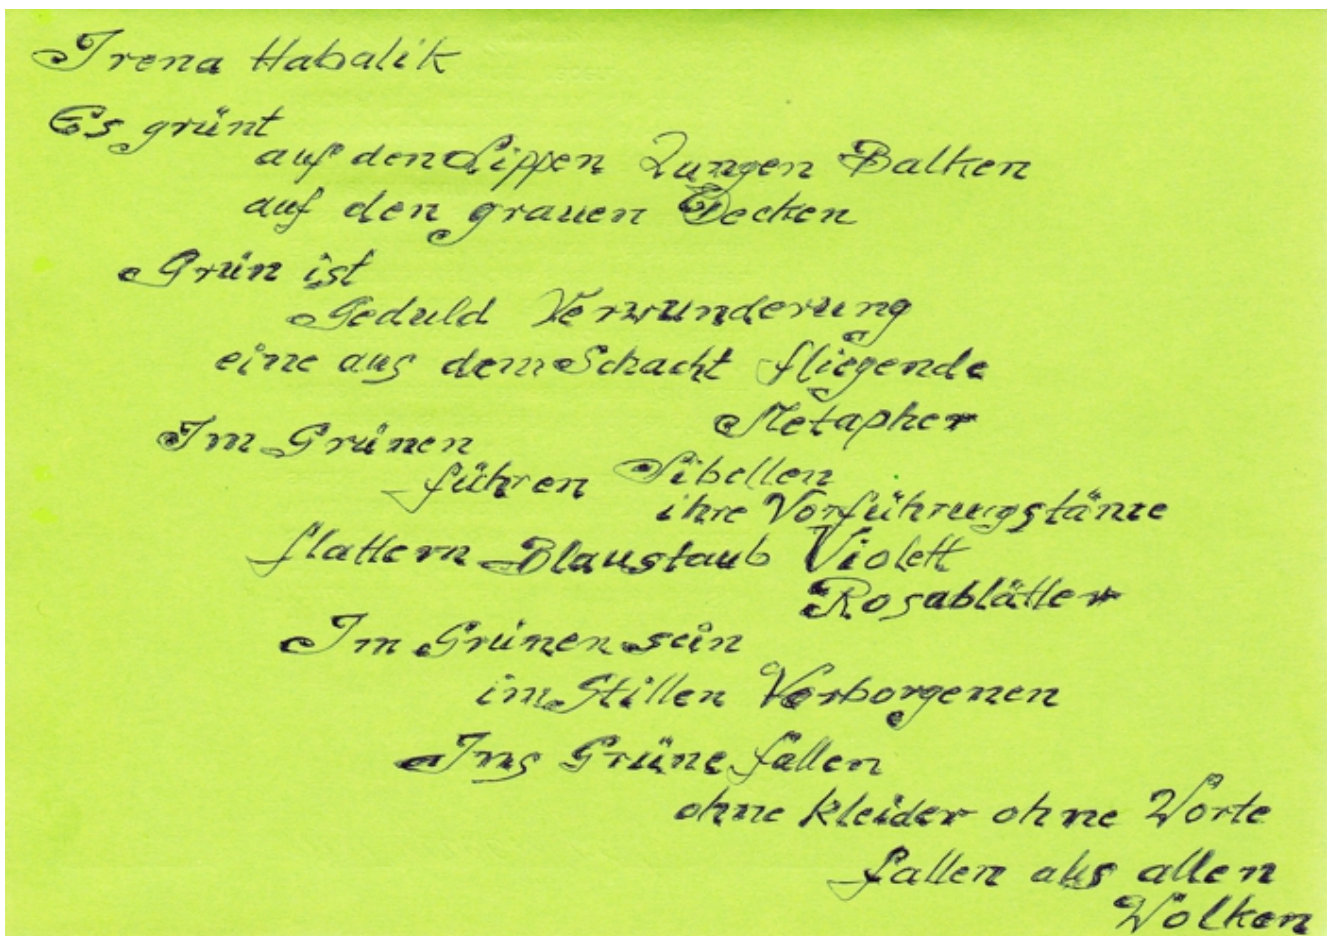 Irena Habalik
Es grünt
auf den Lippen Zungen Balken
auf den grauen Decken
Grün ist
Geduld Verwunderung
eine aus dem Schacht fliegende
Metapher
Im Grünen
führen Libellen
ihre Vorführungstänze
flattern Blaustaub Violett
Rosablätter
Im Grünen sein
im Stillen Verborgenen
Ins Grüne fallen
ohne Kleider ohne Worte
fallen aus allen
Wolken